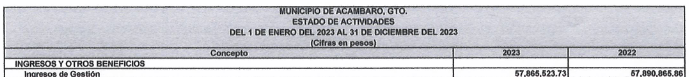 MUNICIPIO DE ACAMBARO, GTO.
ESTADO DE ACTIVIDADES
DEL 1 DE ENERO DEL 2023 AL 31 DE DICIEMBRE DEL 2023
(Cifras en pesos)
Concepto 2023 2022
INGRESOS Y OTROS BENEFICIOS
Ingresos de Gestión 57,865,523.73 57,890,865.86